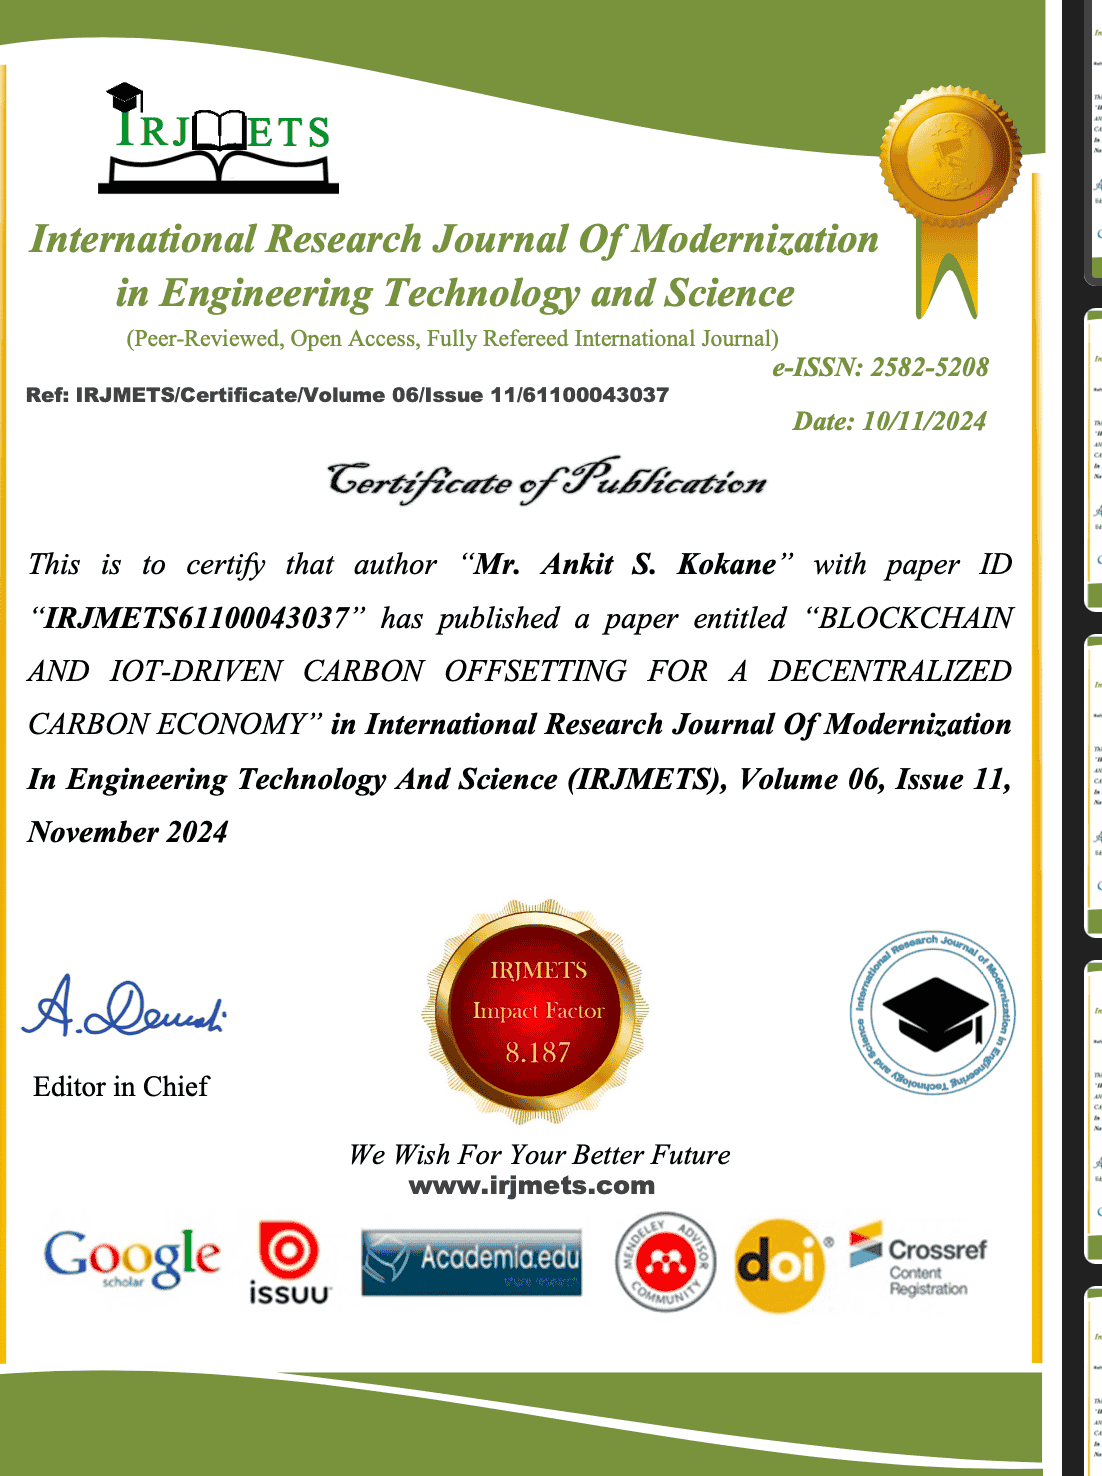 IRJMETS
International Research Journal Of Modernization
in Engineering Technology and Science
(Peer-Reviewed, Open Access, Fully Refereed International Journal)
e-ISSN: 2582-5208
Ref: IRJMETS/Certificate/Volume 06/Issue 11/61100043037
Date: 10/11/2024
Certificate of Publication
This is to certify that author “Mr. Ankit S. Kokane” with paper ID
“IRJMETS61100043037” has published a paper entitled “BLOCKCHAIN
AND IOT-DRIVEN CARBON OFFSETTING FOR A DECENTRALIZED
CARBON ECONOMY” in International Research Journal Of Modernization
In Engineering Technology And Science (IRJMETS), Volume 06, Issue 11,
November 2024
IRJMETS
Impact Factor
8.187
International Research Journal of Modernization in Engineering Technology and Science
A.
Editor in Chief
We Wish For Your Better Future
www.irjmets.com
Google
scholar
issuu
Academia.edu
share research
MENDELEY ADVISOR
COMMUNITY
doi®
Crossref
Content
Registration